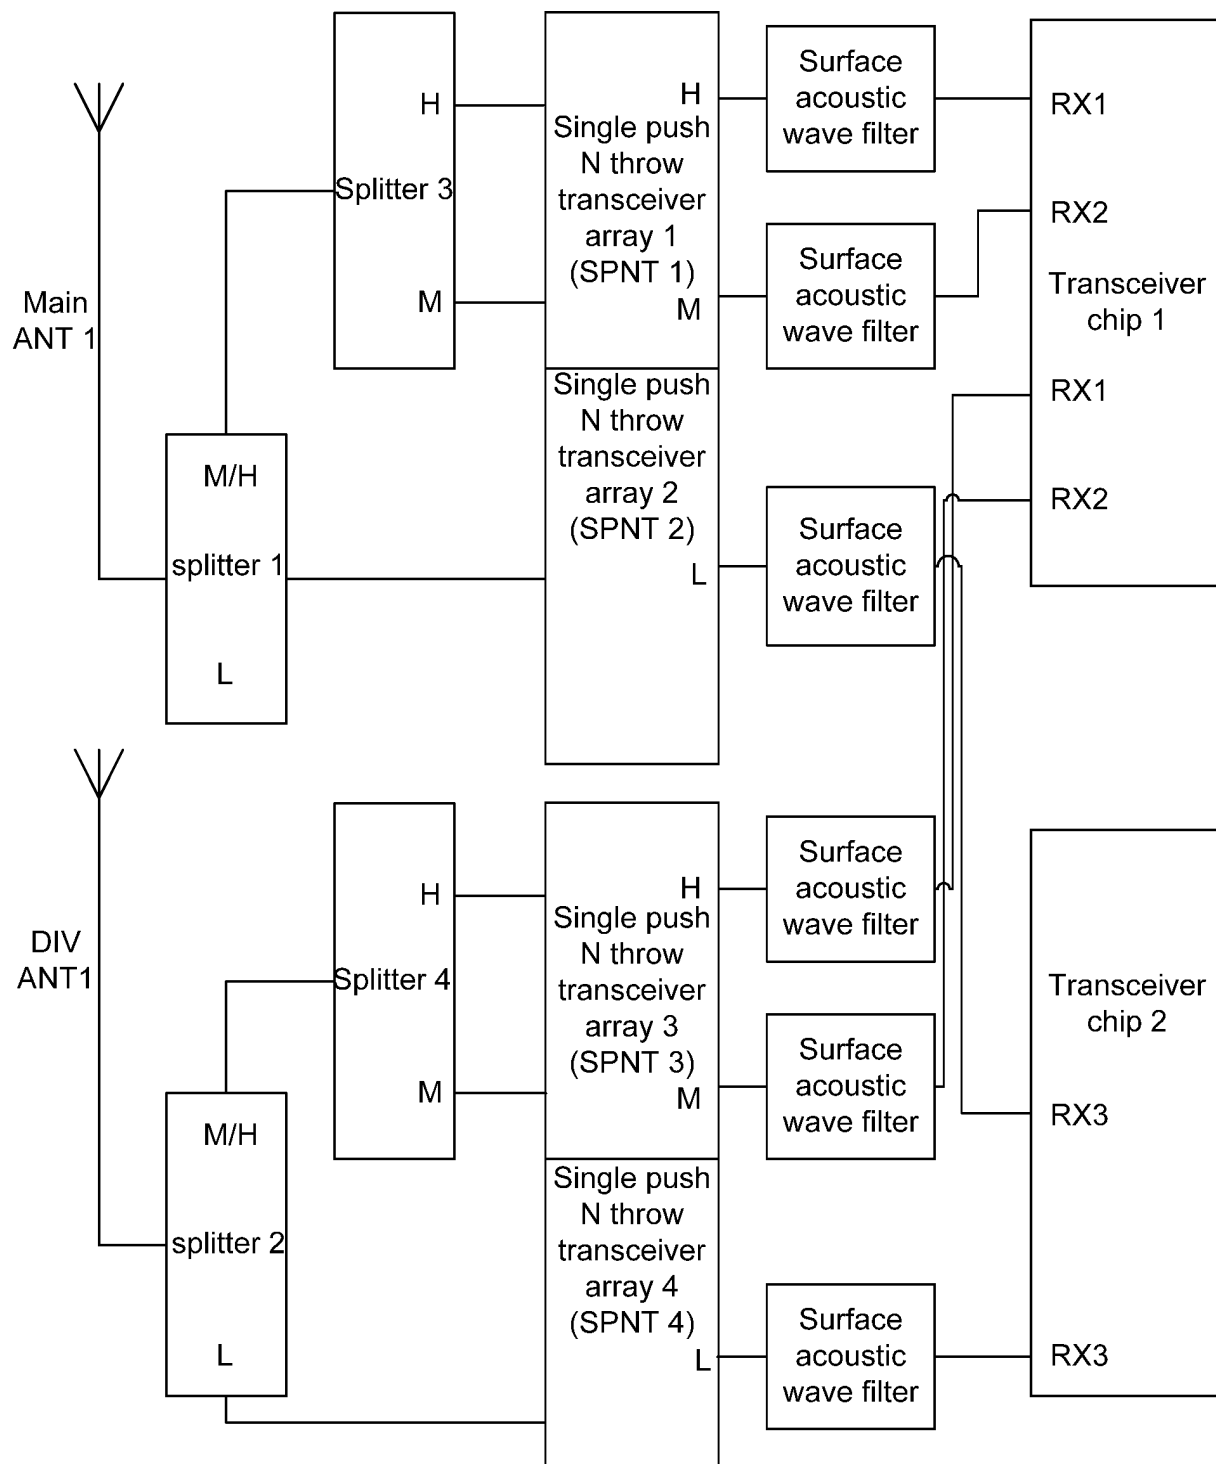 Main
ANT 1
M/H
splitter 1
L
H
Splitter 3
M
H
Single push
N throw
transceiver
array 1
(SPNT 1)
M
Single push
N throw
transceiver
array 2
(SPNT 2)
L
Surface
acoustic
wave filter
Surface
acoustic
wave filter
Surface
acoustic
wave filter
RX1
RX2
Transceiver
chip 1
RX1
RX2
DIV
ANT1
M/H
splitter 2
L
H
Splitter 4
M
H
Single push
N throw
transceiver
array 3
(SPNT 3)
M
Single push
N throw
transceiver
array 4
(SPNT 4)
L
Surface
acoustic
wave filter
Surface
acoustic
wave filter
Surface
acoustic
wave filter
Transceiver
chip 2
RX3
RX3